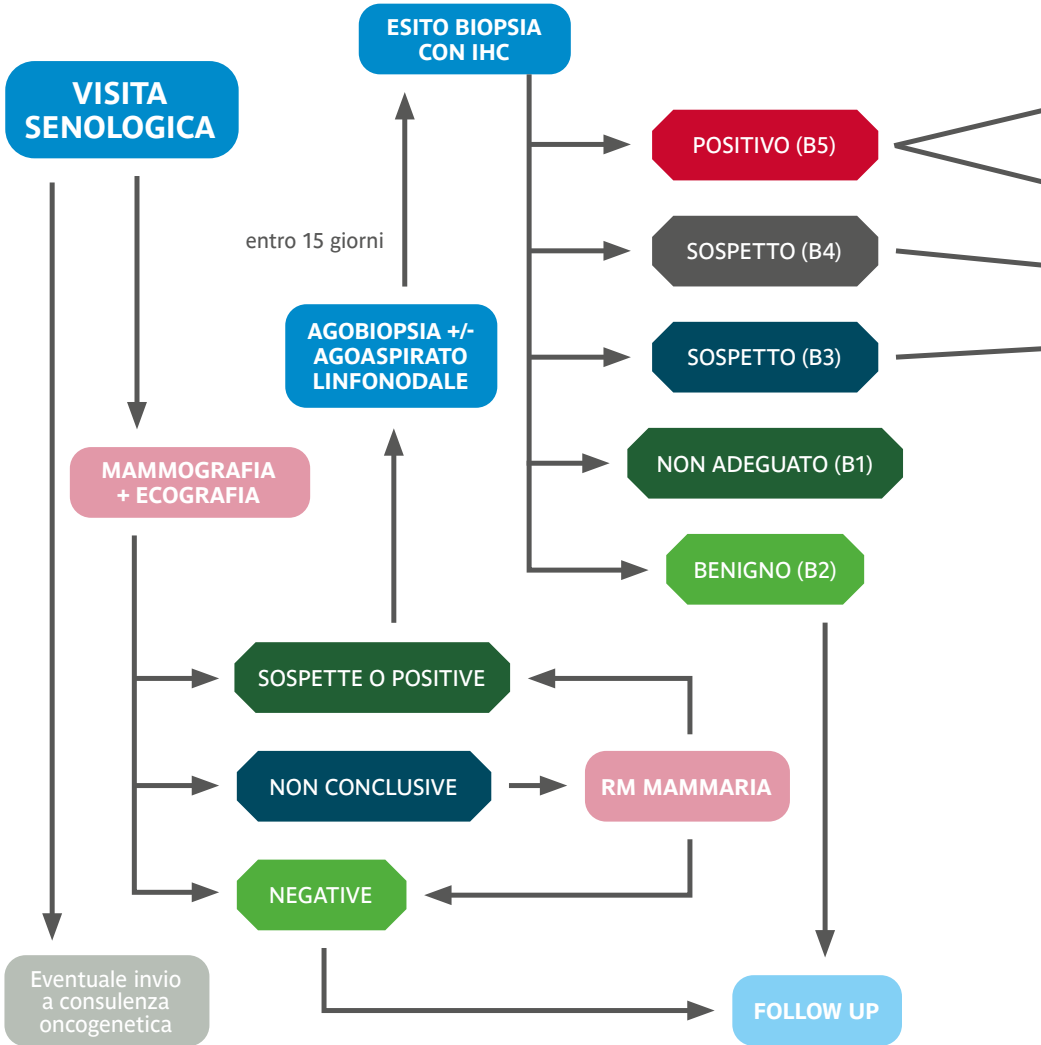 ESITO BIOPSIA
CON IHC
VISITA
SENOLOGICA
POSITIVO (B5)
entro 15 giorni
SOSPETTO (B4)
AGOBIOPSIA +/-
AGOASPIRATO
LINFONODALE
SOSPETTO (B3)
MAMMOGRAFIA
+ ECOGRAFIA
NON ADEGUATO (B1)
BENIGNO (B2)
SOSPETTE O POSITIVE
NON CONCLUSIVE
RM MAMMARIA
NEGATIVE
Eventuale invio
a consulenza
oncogenetica
FOLLOW UP